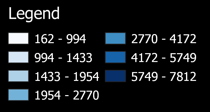 Legend
162 - 994
994 - 1433
1433 - 1954
1954 - 2770
2770 - 4172
4172 - 5749
5749 - 7812